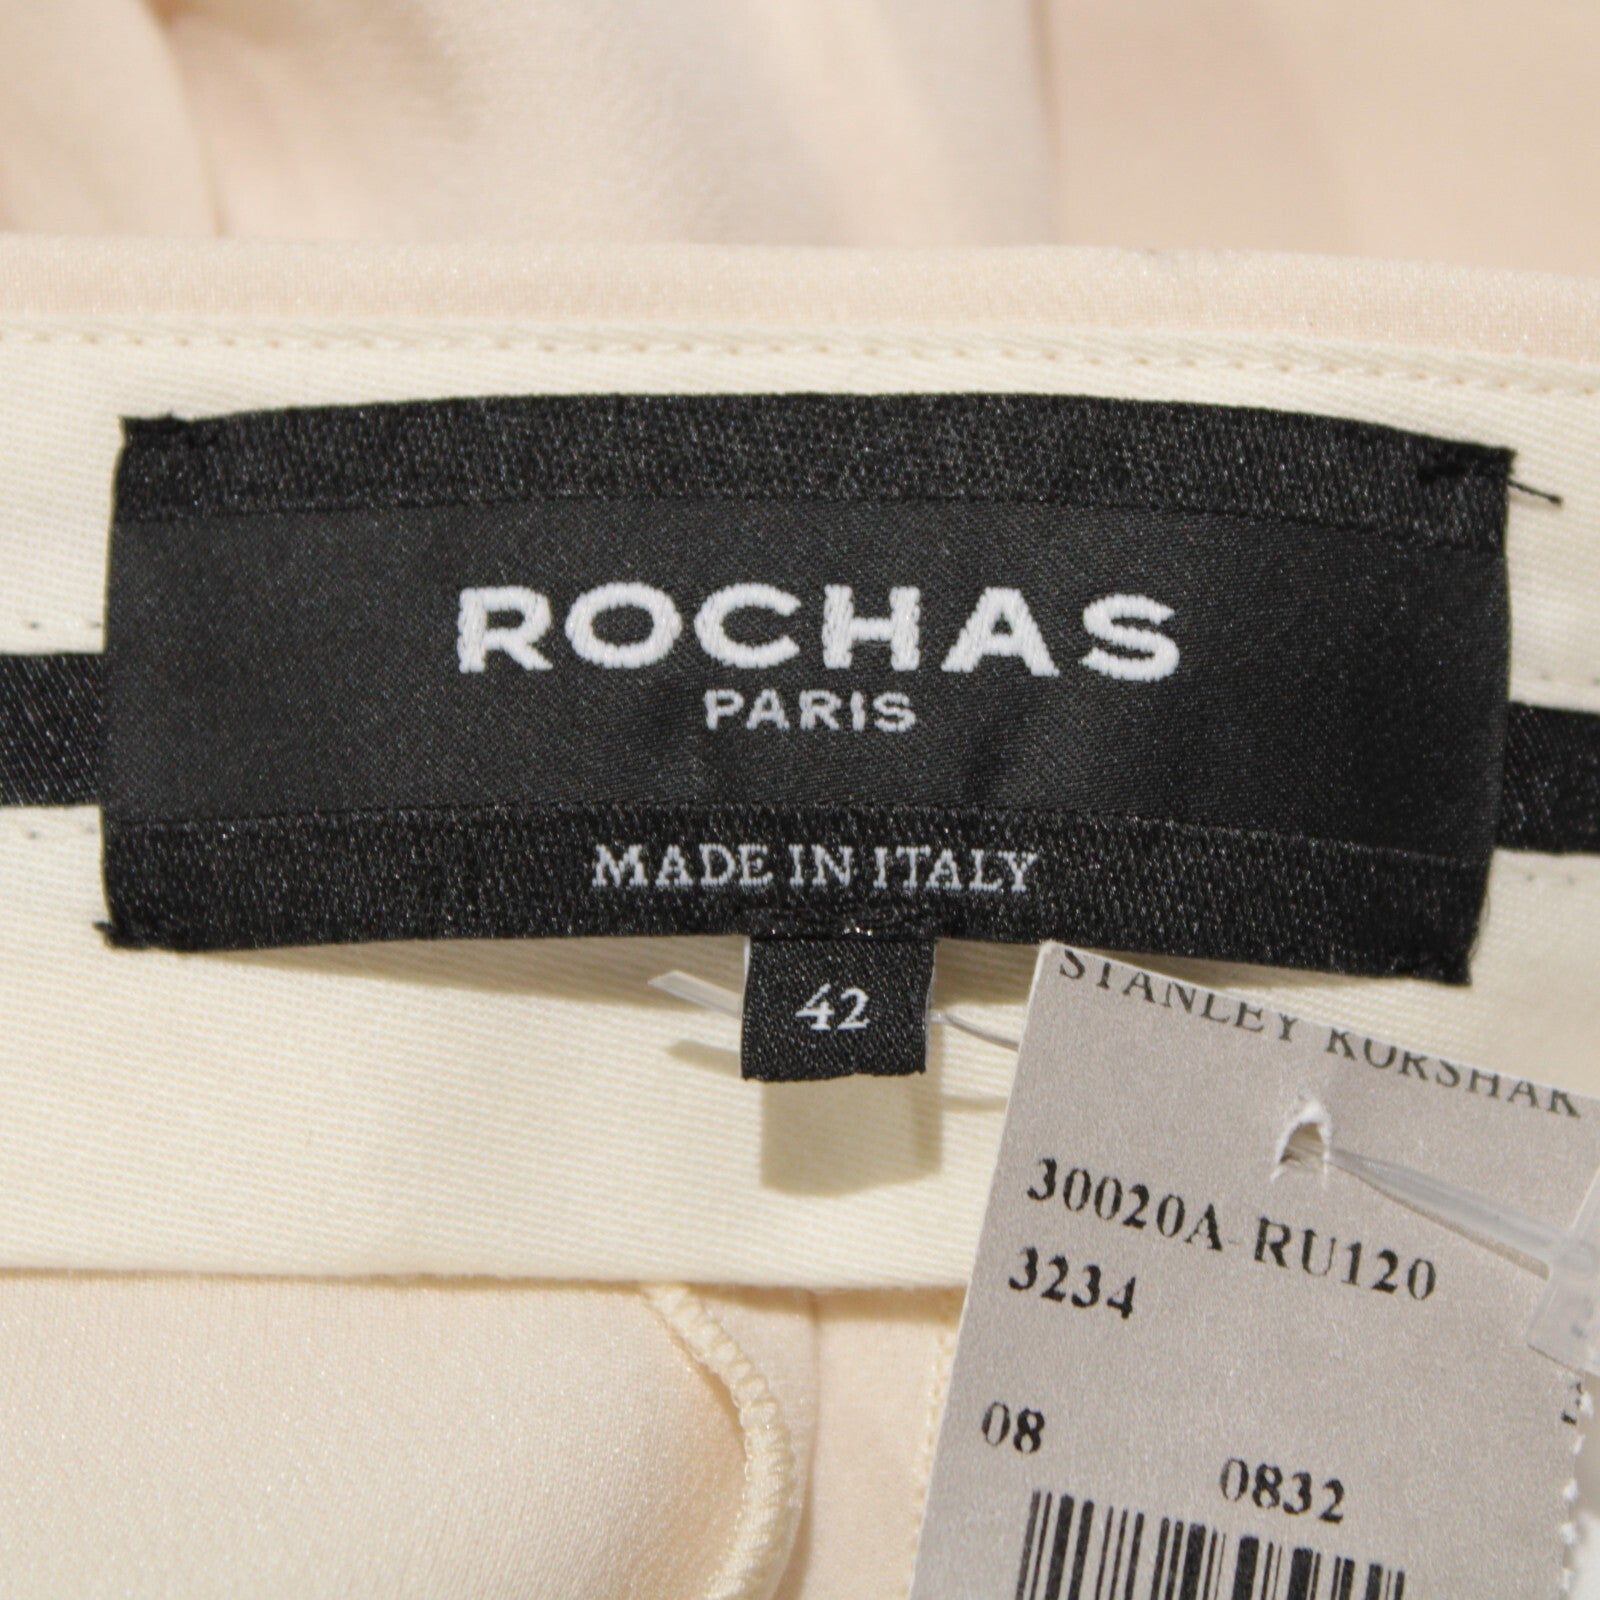 ROCHAS
PARIS
MADE IN ITALY
42
STANLEY KORSHAK
30020A-RU120
3234
08
0832